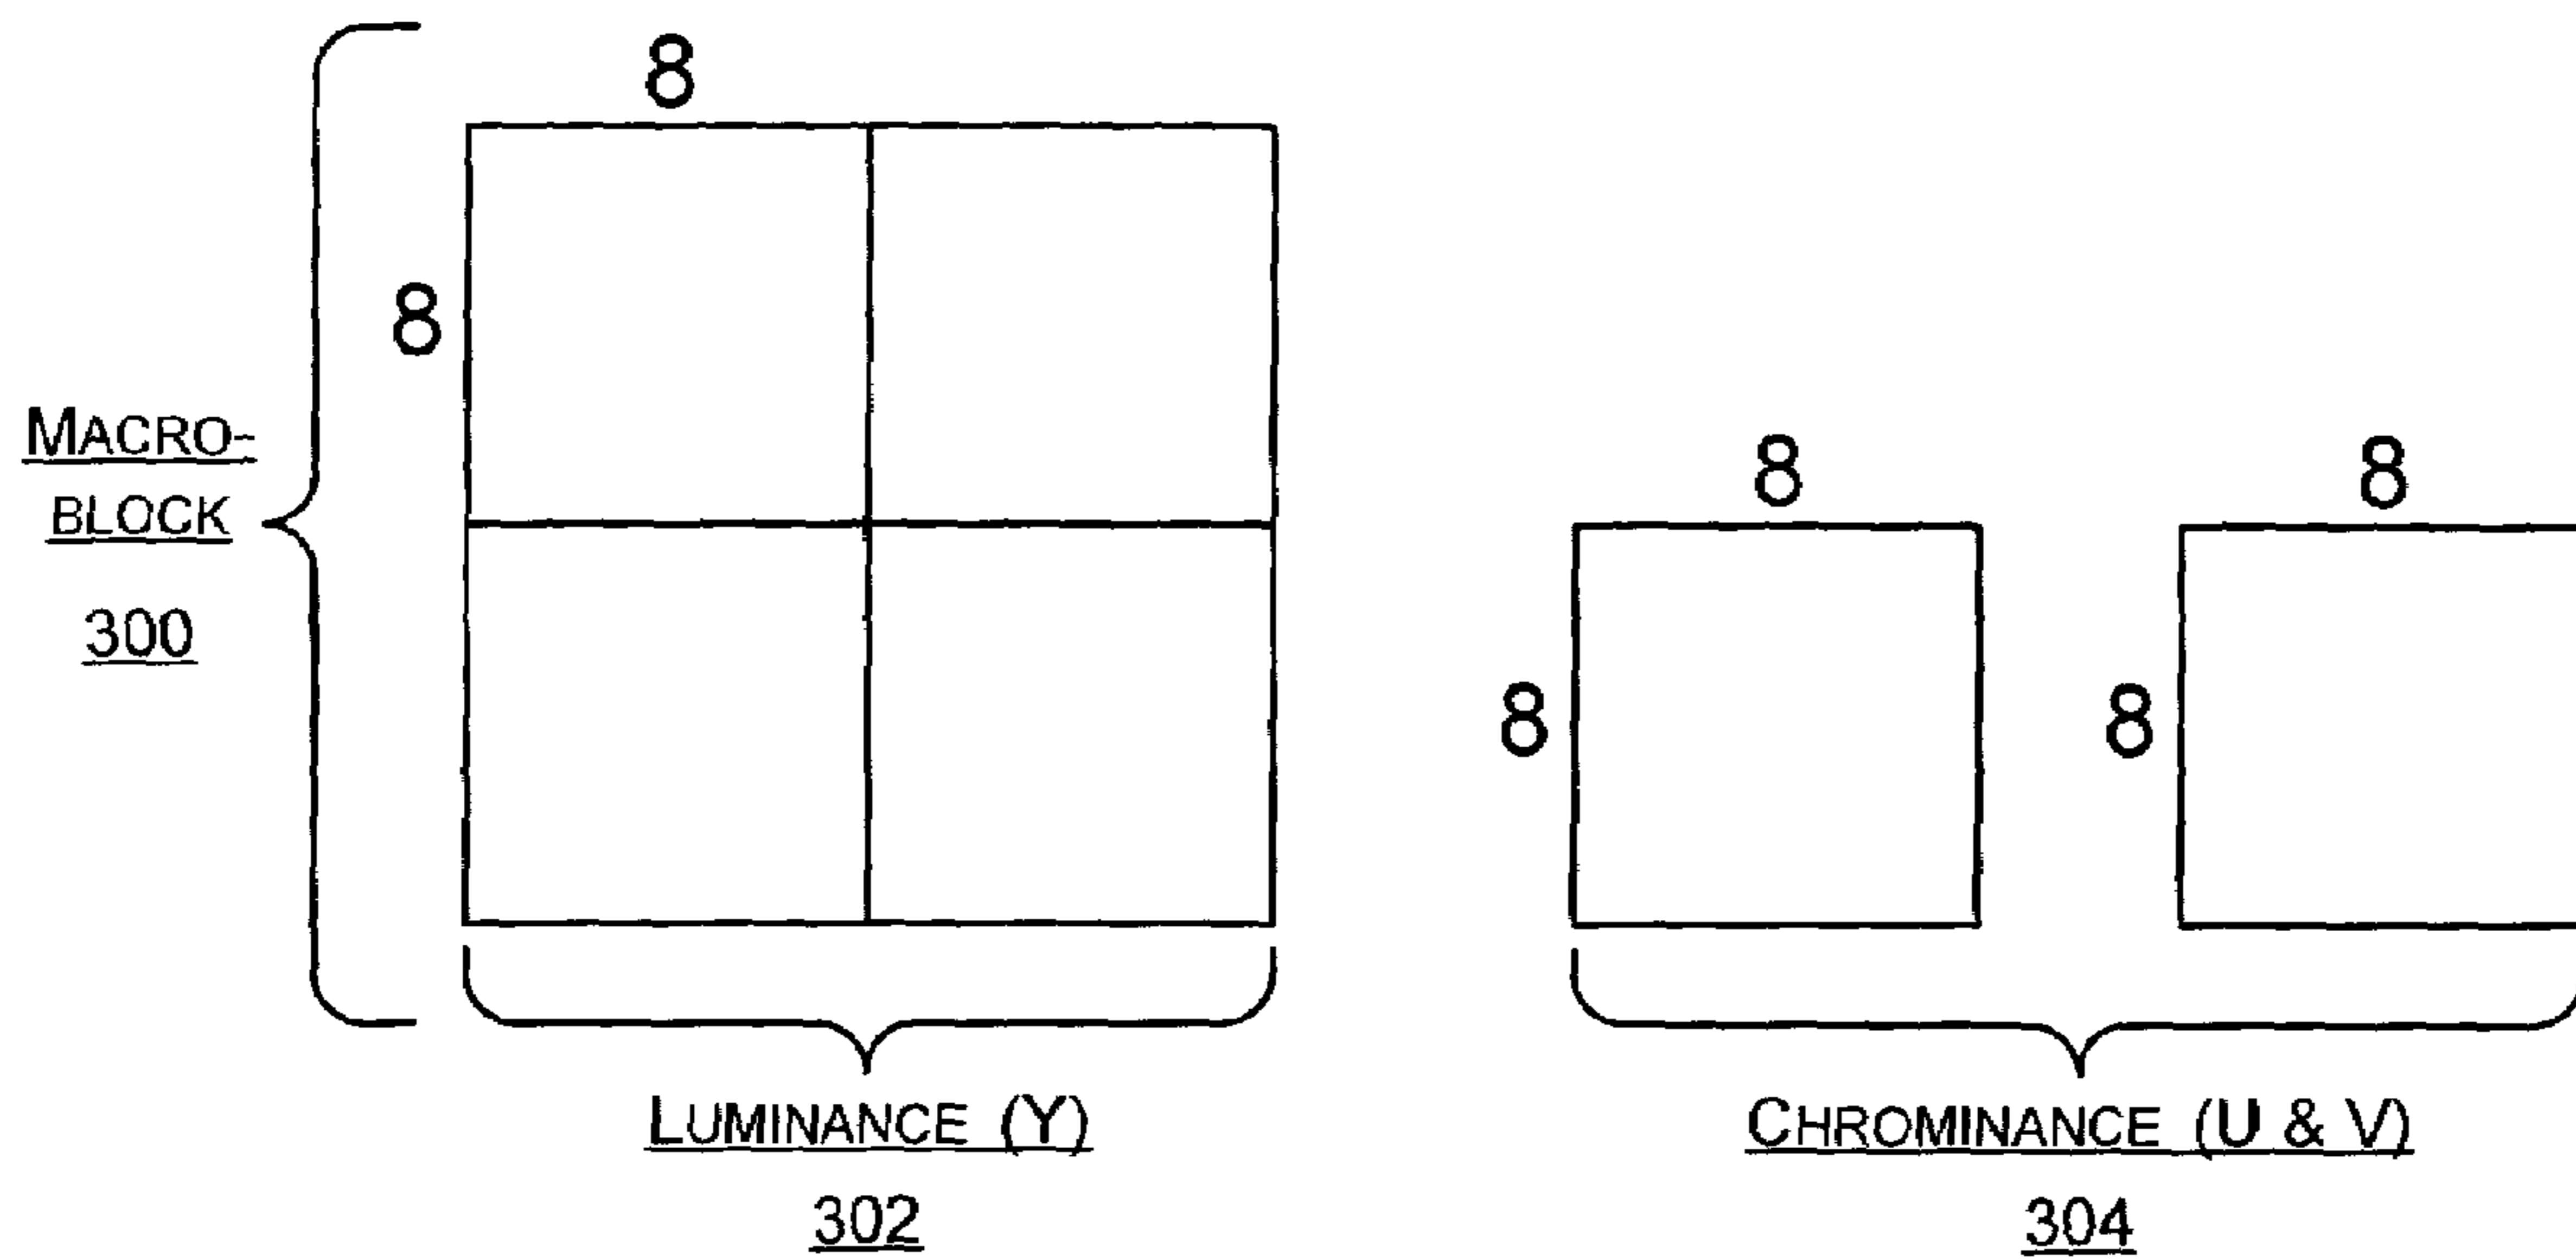 8
8
MACRO-
BLOCK
300
8
8
8
8
LUMINANCE (Y)
302
CHROMINANCE (U & V)
304